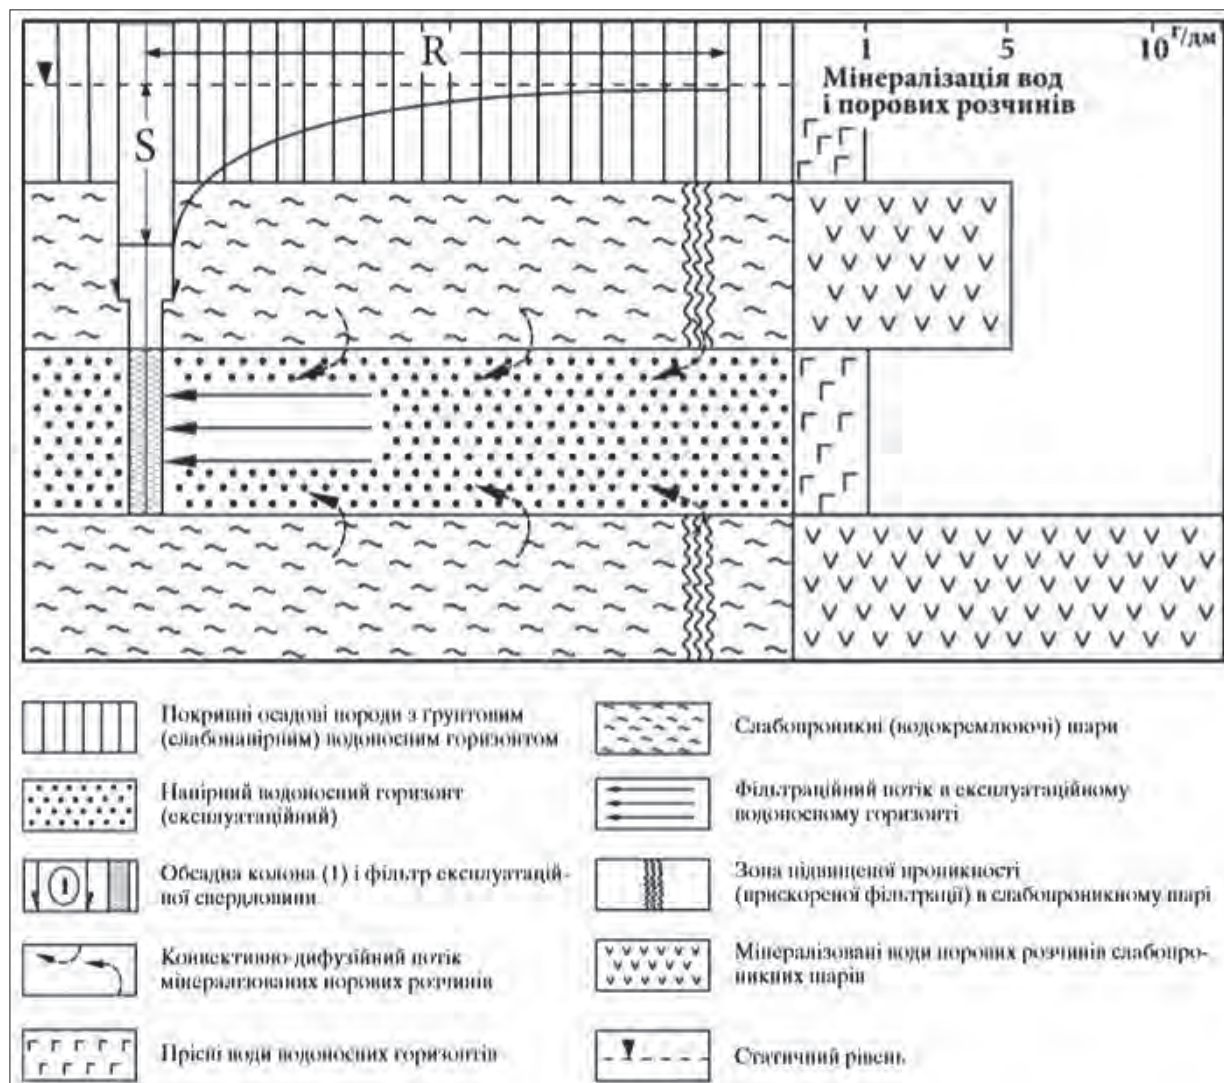 R
S
1 5 10 г/дм
Мінералізація вод
і порових розчинів
Покривні осадові породи з ґрунтовим
(слабонапірним) водоносним горизонтом
Напірний водоносний горизонт
(експлуатаційний)
1
Обсадна колона (1) і фільтр експлуатацій-
ної свердловини
Конвективно-дифузійний потік
мінералізованих порових розчинів
Прісні води водоносних горизонтів
Слабопроникні (водокремлюючі) шари
Фільтраційний потік в експлуатаційному
водоносному горизонті
Зона підвищеної проникності
(прискореної фільтрації) в слабопроникному шарі
Мінералізовані води порових розчинів слабопро-
никних шарів
Статичний рівень